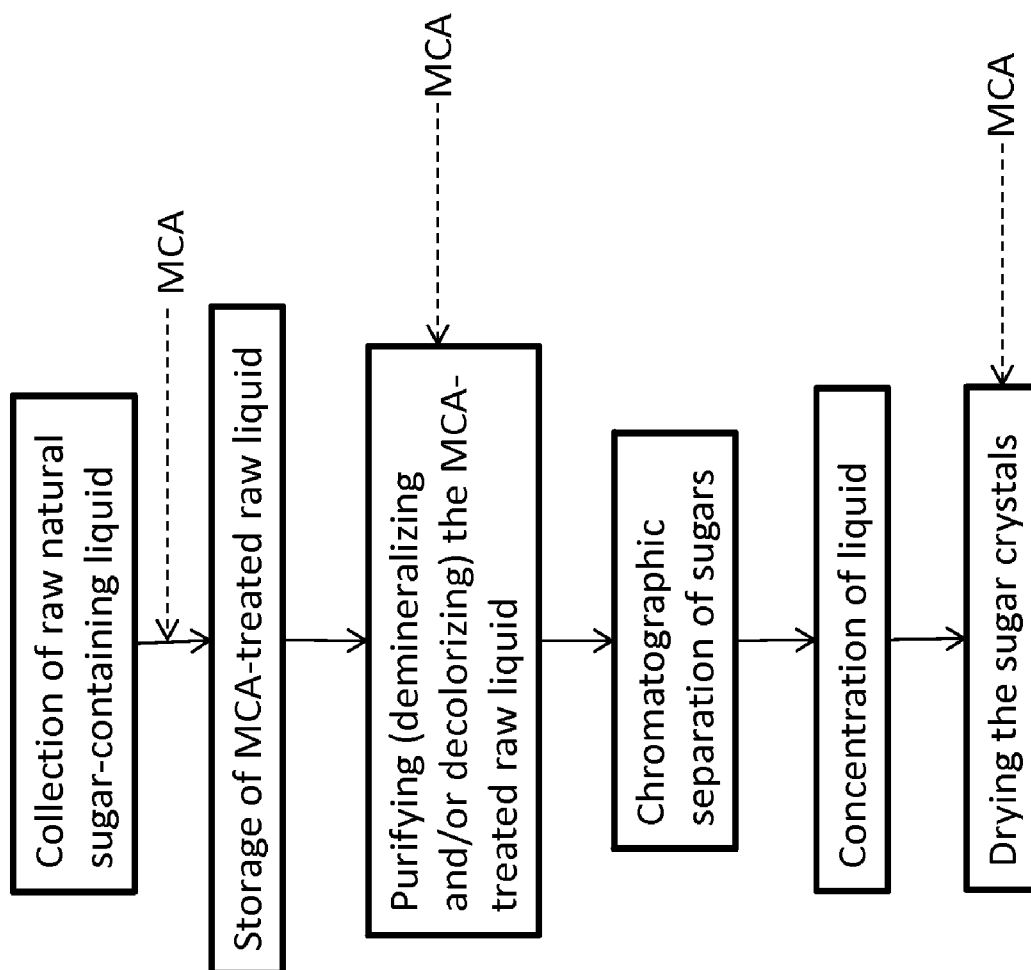 Collection of raw natural
sugar-containing liquid
MCA
Storage of MCA-treated raw liquid
Purifying (demineralizing
and/or decolorizing) the MCA-
treated raw liquid
MCA
Chromatographic
separation of sugars
Concentration of liquid
Drying the sugar crystals
MCA